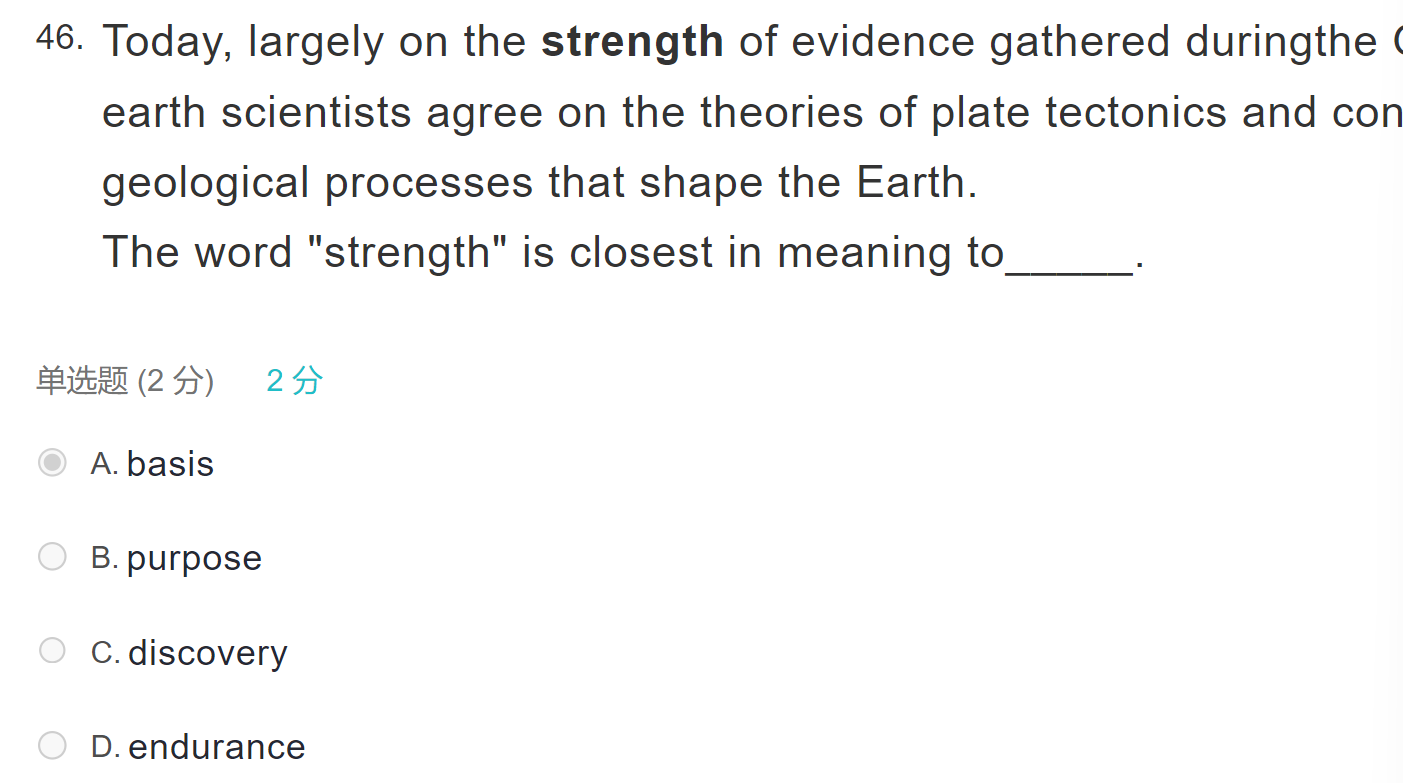 46. Today, largely on the strength of evidence gathered duringthe
earth scientists agree on the theories of plate tectonics and con
geological processes that shape the Earth.
The word "strength" is closest in meaning to_____.
单选题 (2 分) 2 分
A. basis
B. purpose
C. discovery
D. endurance